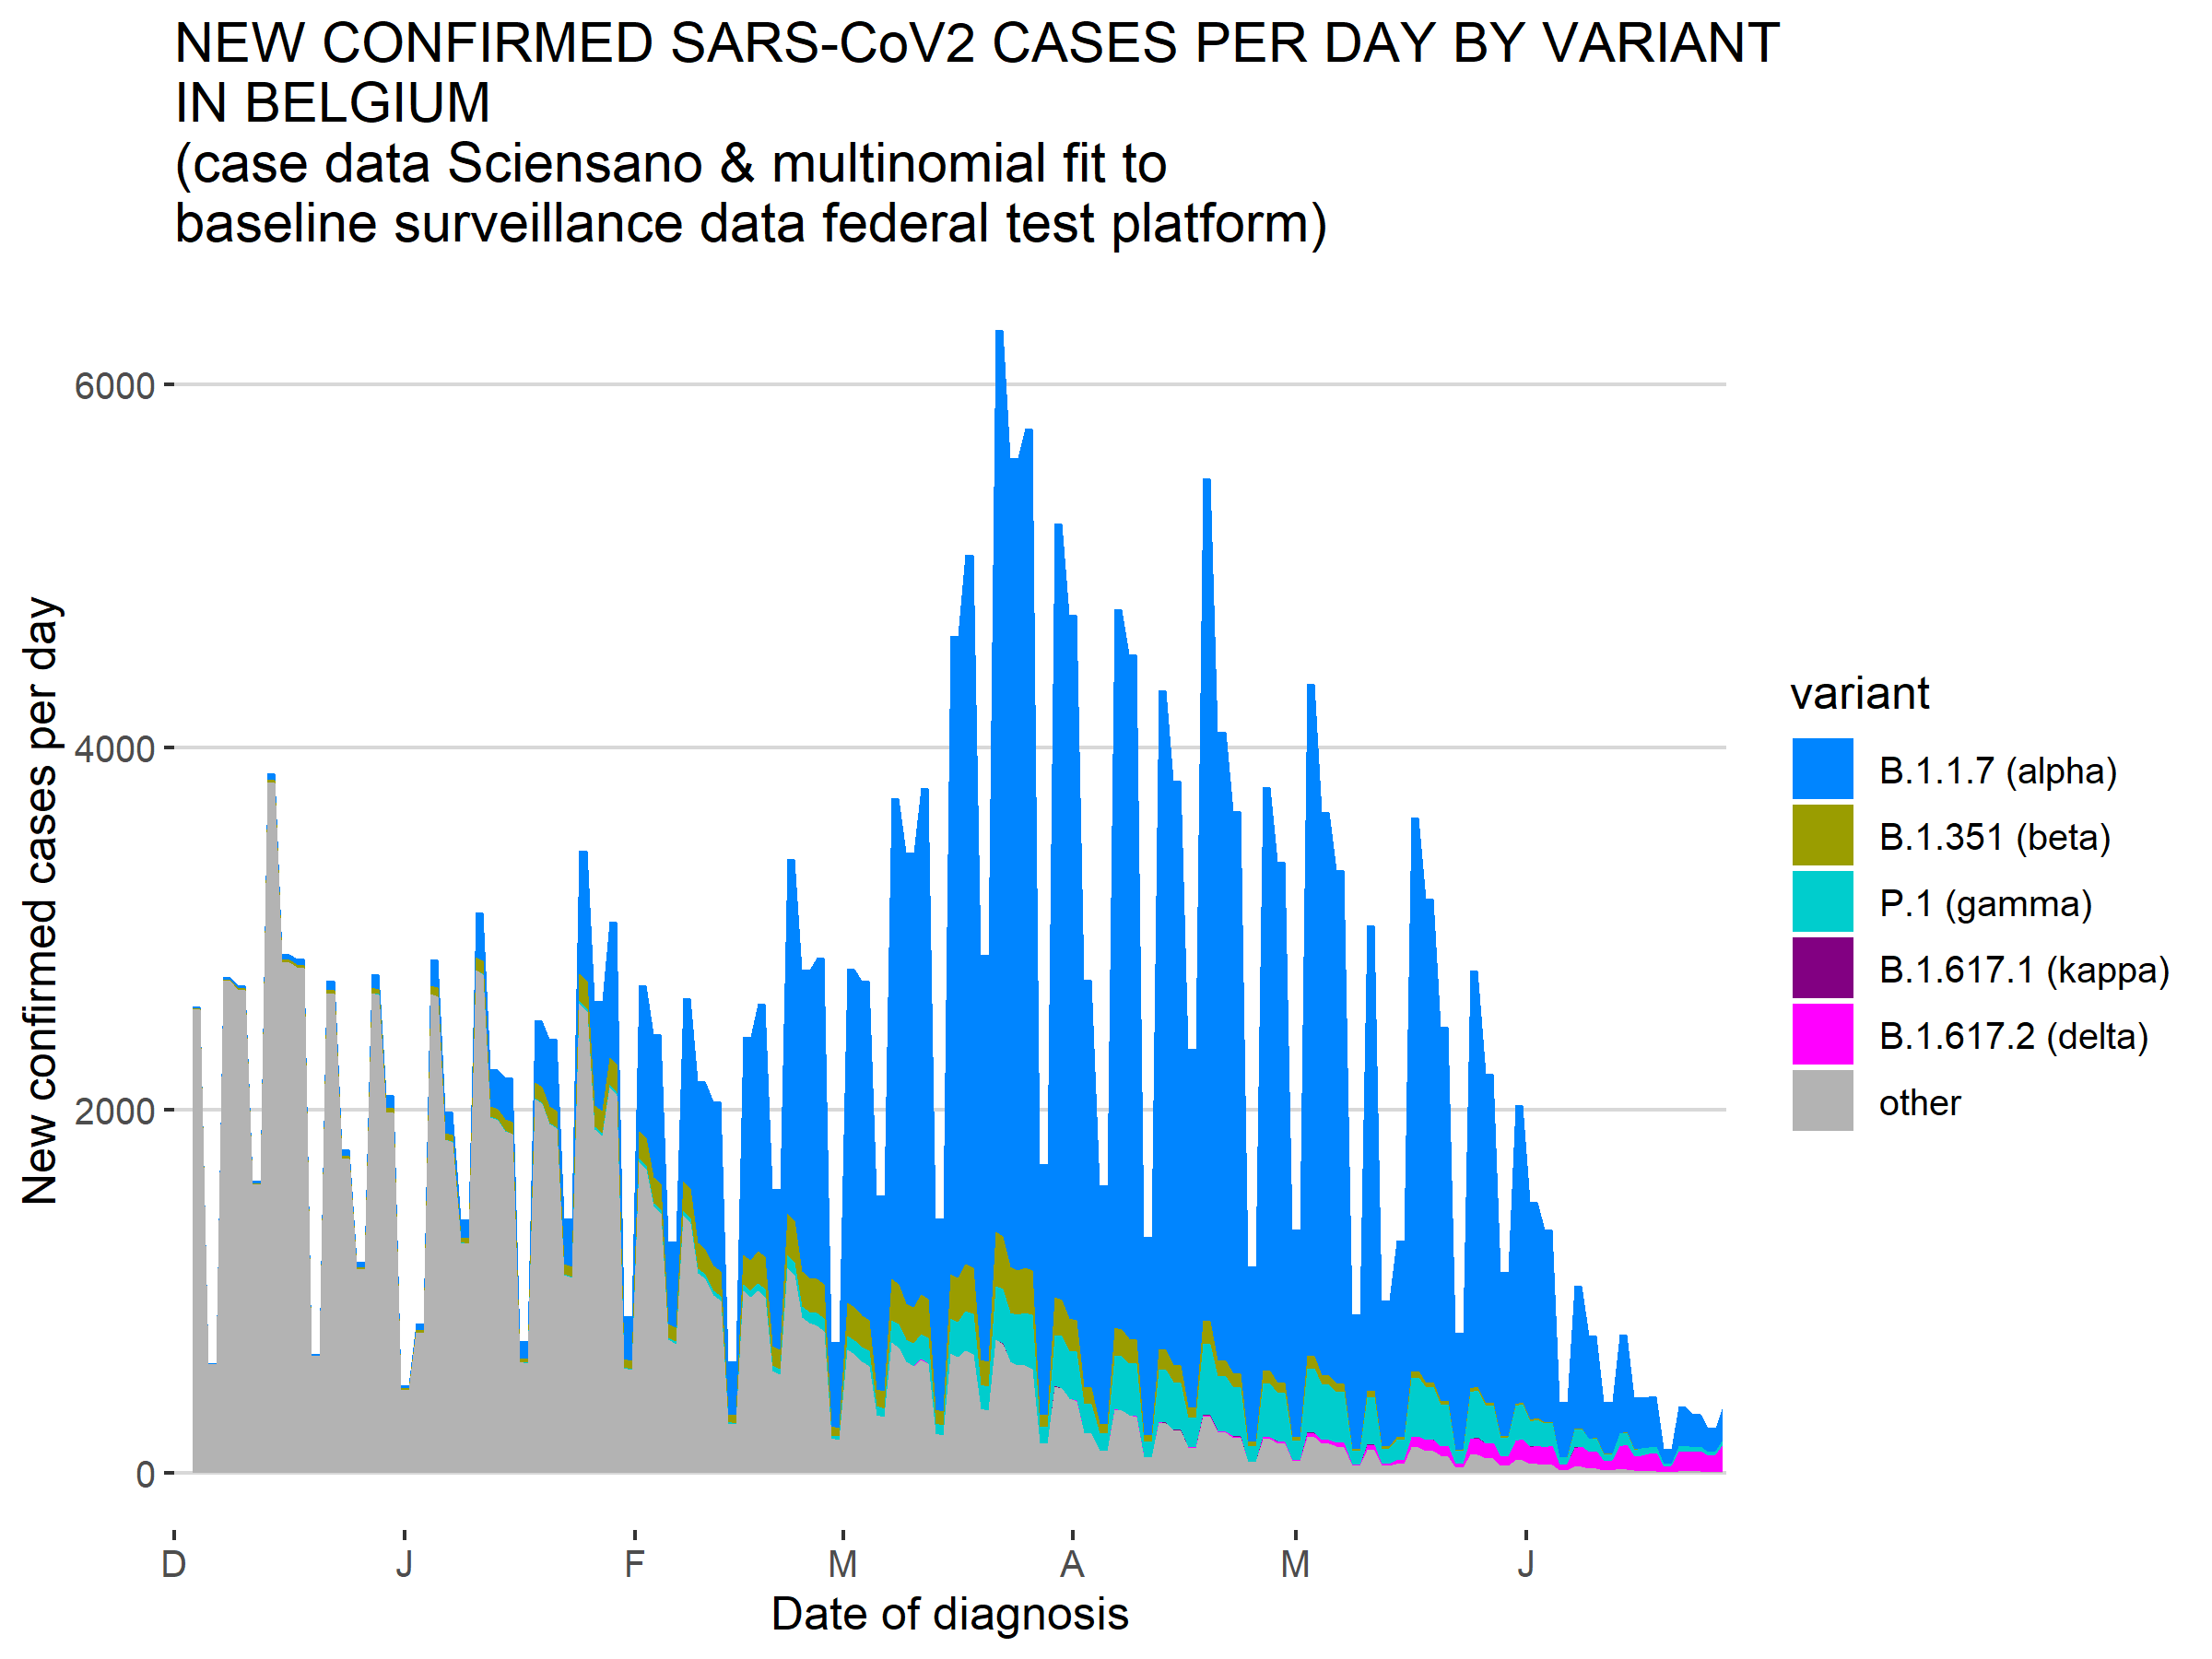 NEW CONFIRMED SARS-CoV2 CASES PER DAY BY VARIANT
IN BELGIUM
(case data Sciensano & multinomial fit to
baseline surveillance data federal test platform)
New confirmed cases per day
6000
4000
2000
0
D J F M A M J
Date of diagnosis
variant
B.1.1.7 (alpha)
B.1.351 (beta)
P.1 (gamma)
B.1.617.1 (kappa)
B.1.617.2 (delta)
other